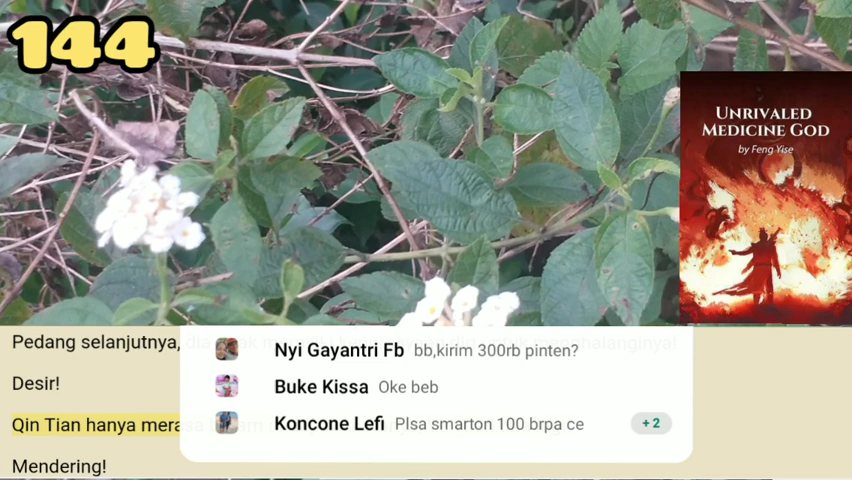 144
UNRIVALED
MEDICINE GOD
by Feng Yise
Pedang selanjutnya,
Nyi Gayantri Fb bb,kirim 300rb pinten?
Desir!
Buke Kissa Oke beb
Qin Tian hanya merasa
Koncone Lefi Plsa smarton 100 brpa ce +2
Mendering!